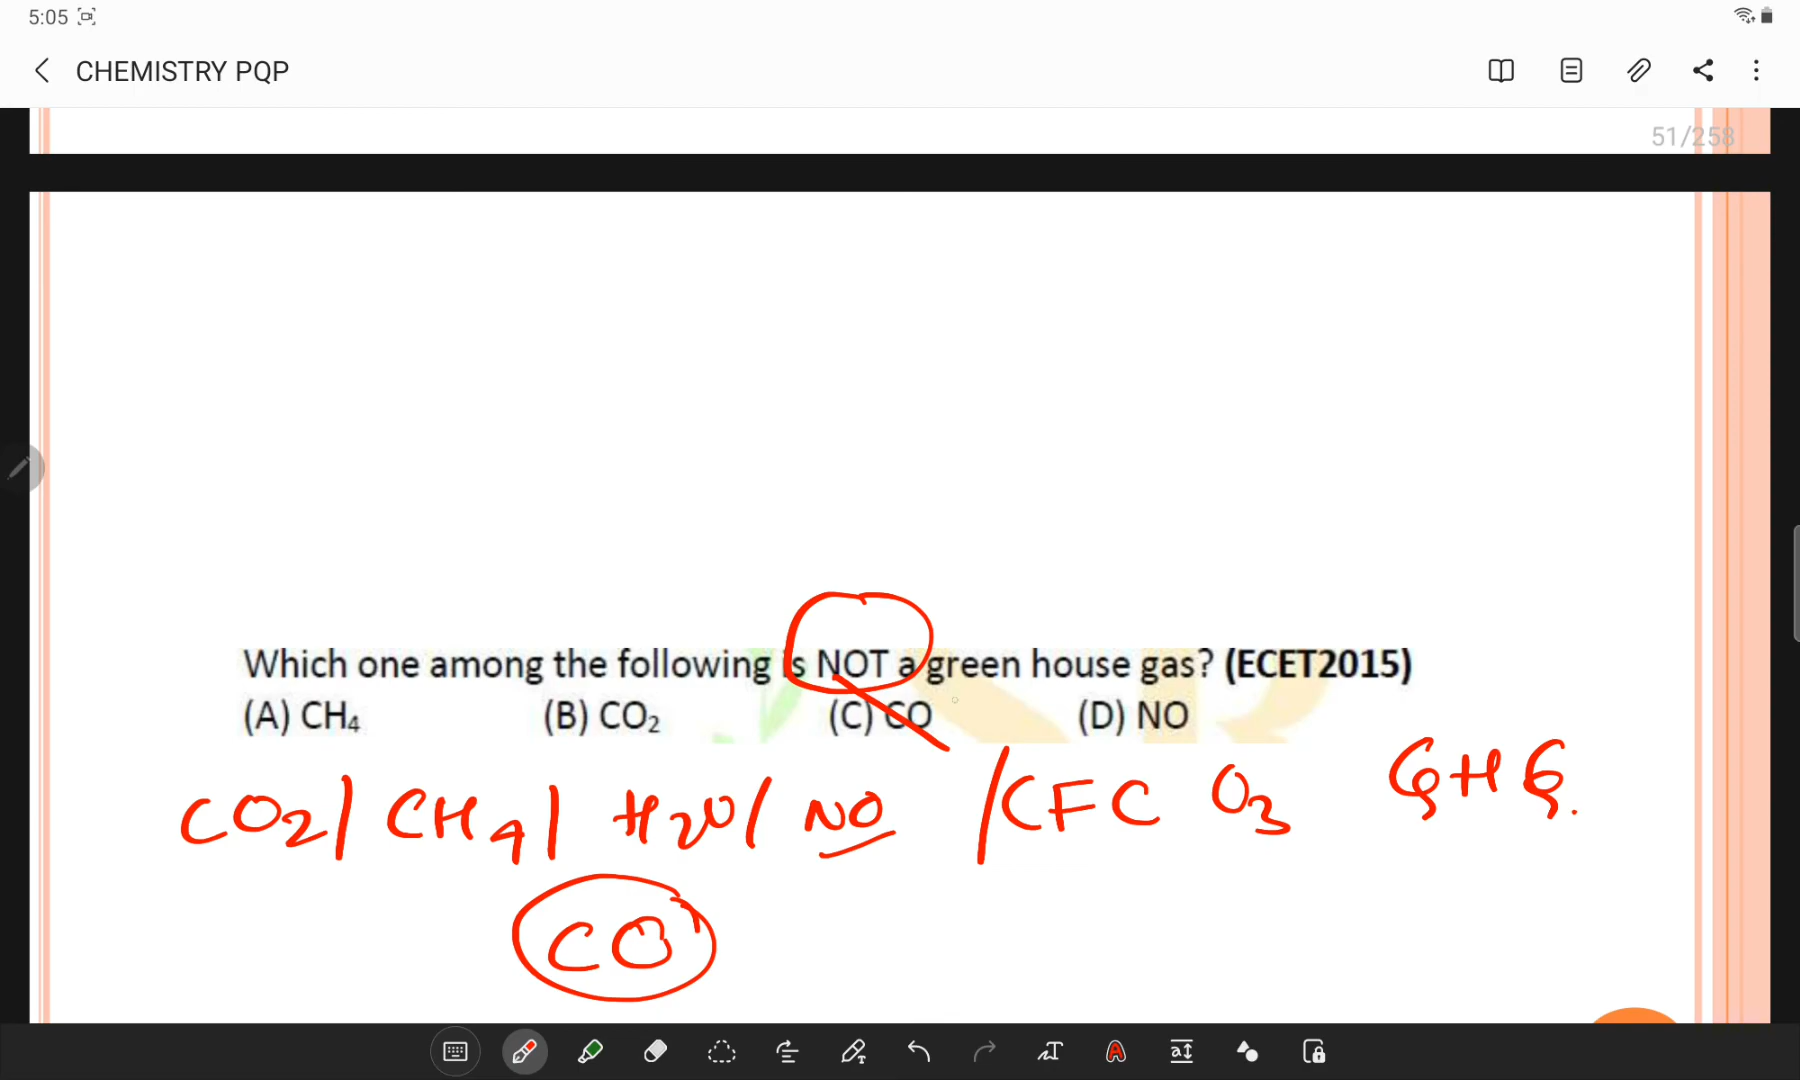 5:05
CHEMISTRY PQP
51/258
Which one among the following is NOT a green house gas? (ECET2015)
(A) CH₄ (B) CO₂ (C) CO (D) NO
CO2 / CH4 / H2O / NO / CFC O3 GHG.
CO